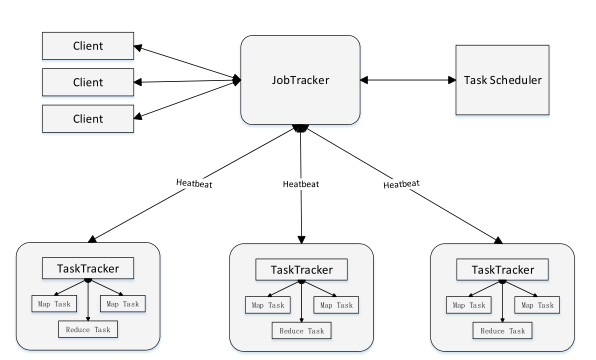 Client
Client
Client
JobTracker
Task Scheduler
Heatbeat
Heatbeat
Heatbeat
TaskTracker
Map Task
Map Task
Reduce Task
TaskTracker
Map Task
Map Task
Reduce Task
TaskTracker
Map Task
Map Task
Reduce Task